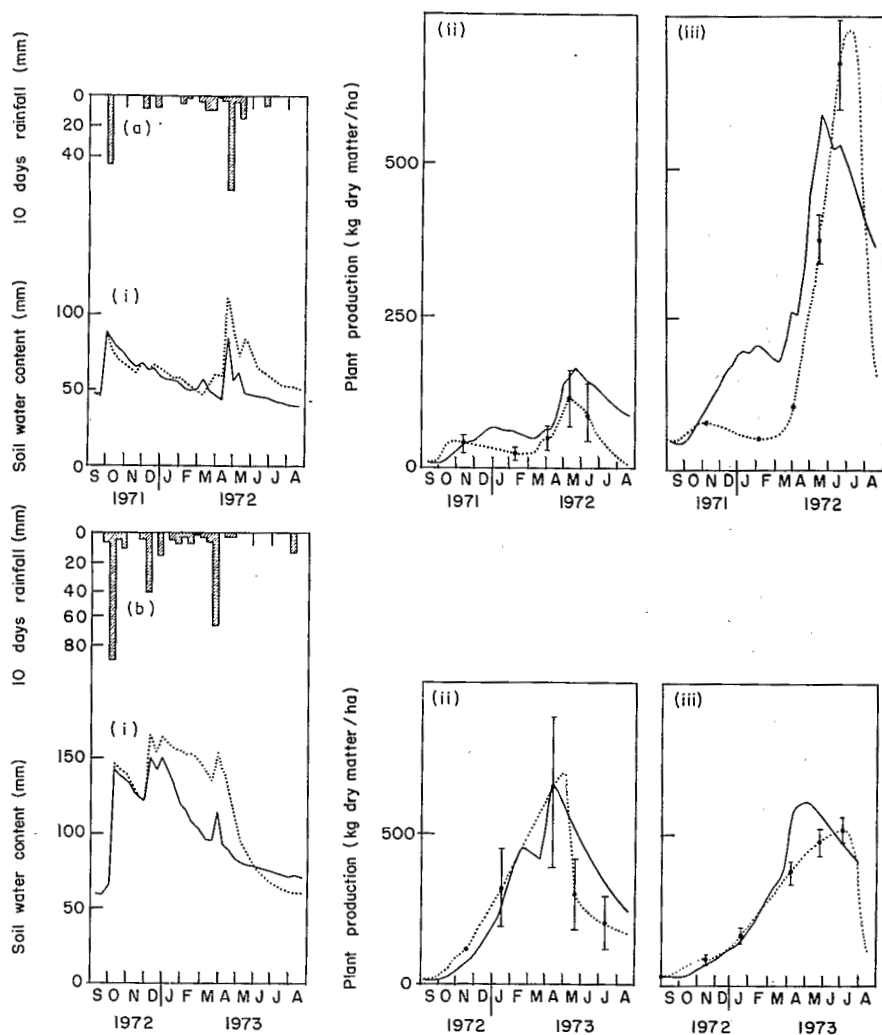 10 days rainfall (mm)
0
20
40
(a)
Soil water content (mm)
100
50
0
(i)
S O N D J F M A M J J A
1971 1972
Plant production (kg dry matter/ha)
500
250
0
(ii)
S O N D J F M A M J J A
1971 1972
(iii)
S O N D J F M A M J J A
1971 1972
10 days rainfall (mm)
0
20
40
60
80
(b)
Soil water content (mm)
150
100
50
0
(i)
S O N D J F M A M J J A
1972 1973
Plant production (kg dry matter/ha)
500
0
(ii)
S O N D J F M A M J J A
1972 1973
(iii)
S O N D J F M A M J J A
1972 1973